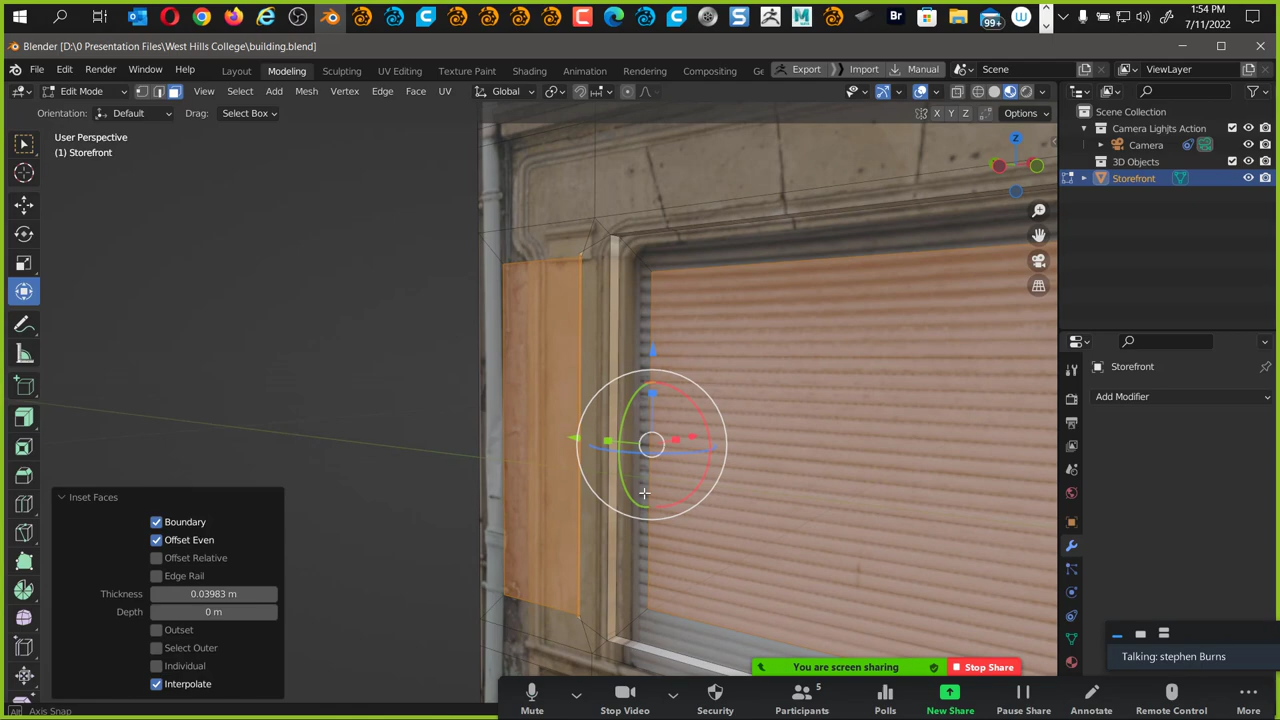 1:54 PM
7/11/2022
99+
Br
Blender [D:\0 Presentation Files\West Hills College\building.blend]
File Edit Render Window Help Layout Modeling Sculpting UV Editing Texture Paint Shading Animation Rendering Compositing Ge Export Import Manual Scene ViewLayer
Edit Mode View Select Add Mesh Vertex Edge Face UV Global
Orientation: Default Drag: Select Box X Y Z Options
User Perspective
(1) Storefront
Z
Scene Collection
Camera Lighjts Action
Camera
3D Objects
Storefront
Storefront
Add Modifier
Inset Faces
Boundary
Offset Even
Offset Relative
Edge Rail
Thickness 0.03983 m
Depth 0 m
Outset
Select Outer
Individual
Interpolate
Axis Snap
Talking: stephen Burns
You are screen sharing Stop Share
5
Mute Stop Video Security Participants Polls New Share Pause Share Annotate Remote Control More